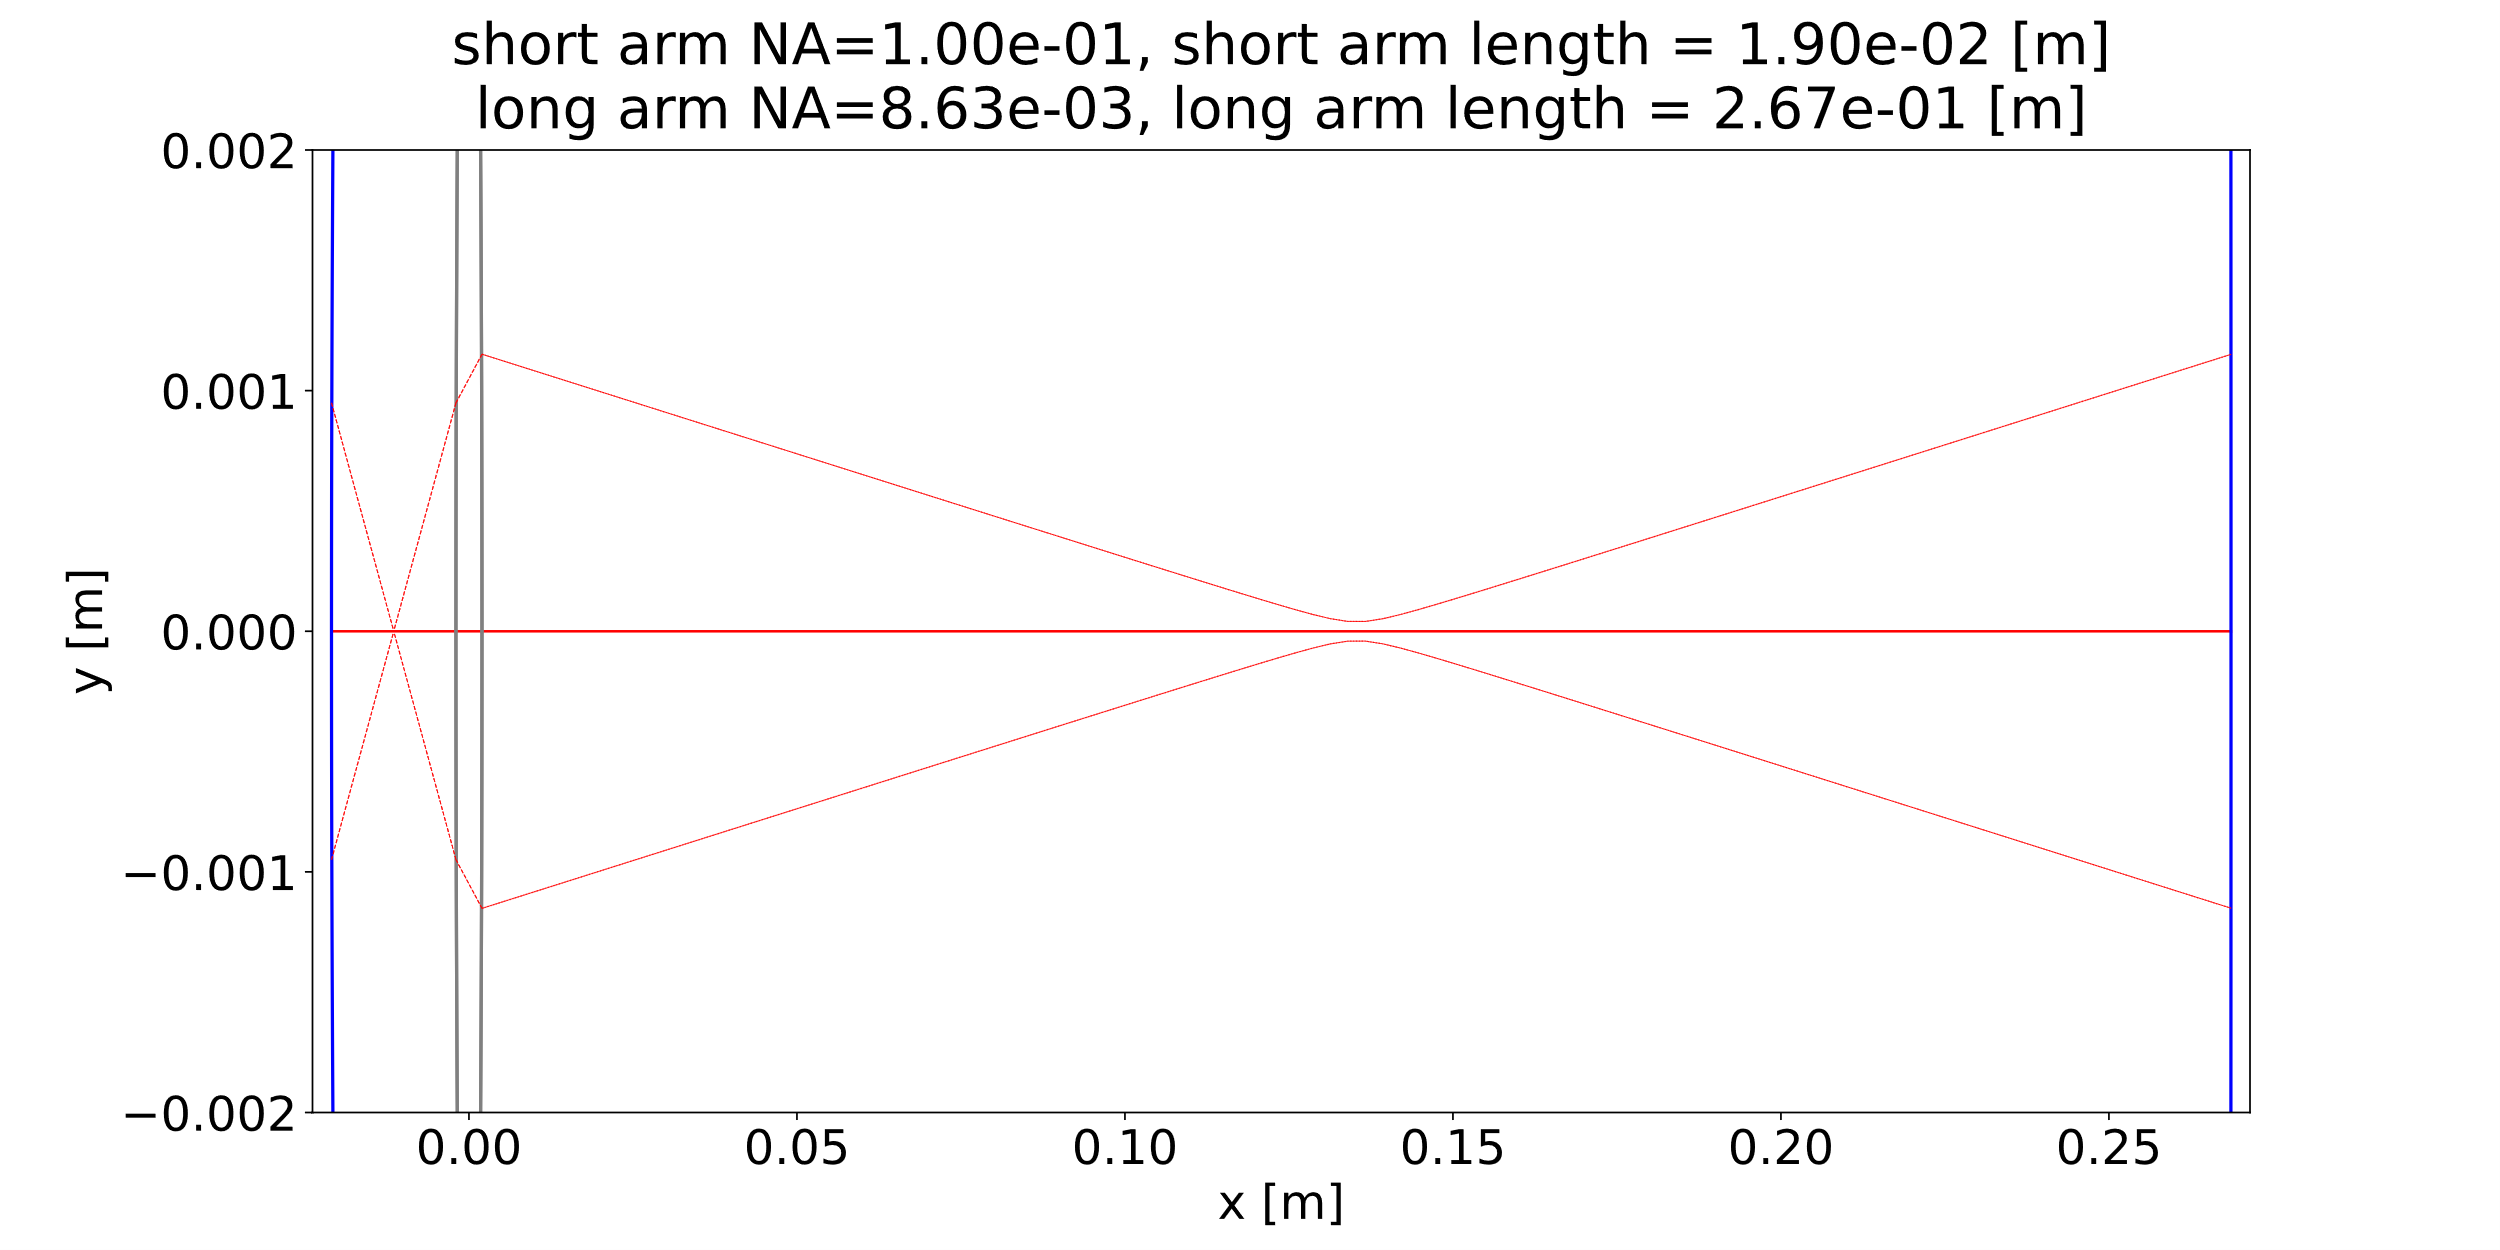 short arm NA=1.00e-01, short arm length = 1.90e-02 [m]
long arm NA=8.63e-03, long arm length = 2.67e-01 [m]
0.002
0.001
0.000
−0.001
−0.002
y [m]
0.00 0.05 0.10 0.15 0.20 0.25
x [m]